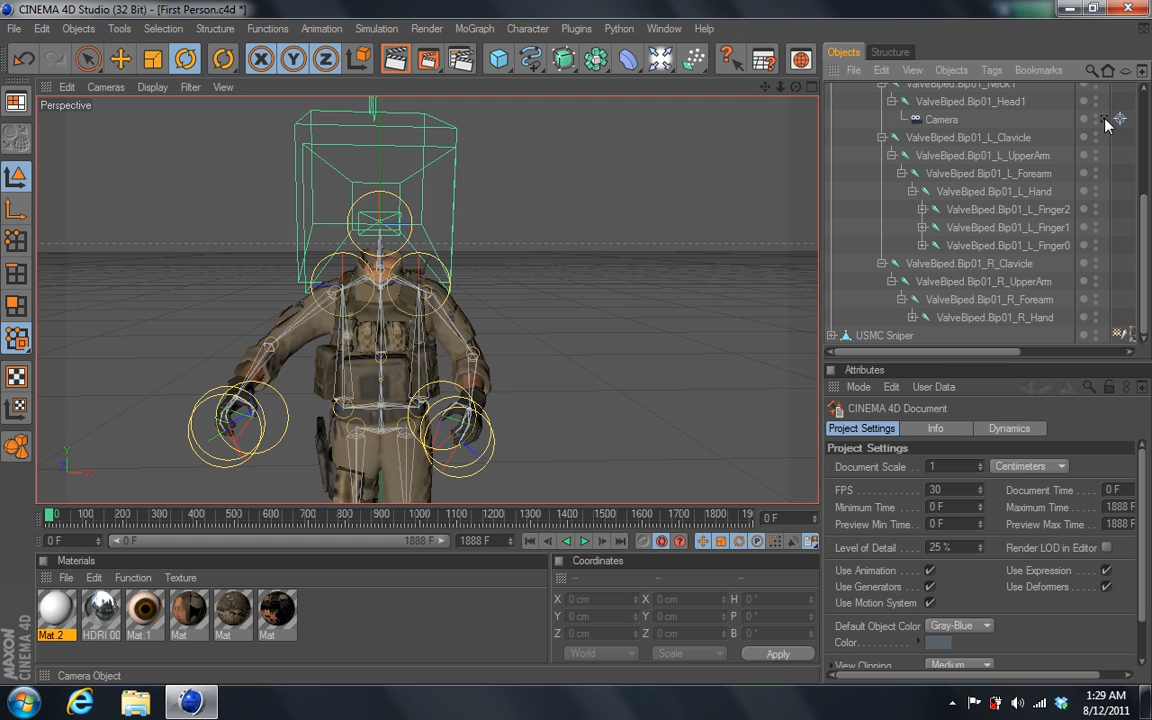 CINEMA 4D Studio (32 Bit) - [First Person.c4d *]
File Edit Objects Tools Selection Structure Functions Animation Simulation Render MoGraph Character Plugins Python Window Help
Objects Structure
File Edit View Objects Tags Bookmarks
Edit Cameras Display Filter View
Perspective
ValveBiped.Bip01_Neck1
ValveBiped.Bip01_Head1
Camera
ValveBiped.Bip01_L_Clavicle
ValveBiped.Bip01_L_UpperArm
ValveBiped.Bip01_L_Forearm
ValveBiped.Bip01_L_Hand
ValveBiped.Bip01_L_Finger2
ValveBiped.Bip01_L_Finger1
ValveBiped.Bip01_L_Finger0
ValveBiped.Bip01_R_Clavicle
ValveBiped.Bip01_R_UpperArm
ValveBiped.Bip01_R_Forearm
ValveBiped.Bip01_R_Hand
USMC Sniper
Attributes
Mode Edit User Data
CINEMA 4D Document
Project Settings Info Dynamics
Project Settings
Document Scale . . 1 Centimeters
FPS . . . . . . . . . . 30 Document Time . 0 F
Minimum Time . . . 0 F Maximum Time . . 1888 F
Preview Min Time . . 0 F Preview Max Time . 1888 F
Level of Detail . . . 25 % Render LOD in Editor
Use Animation . . Use Expression . .
Use Generators . . Use Deformers . .
Use Motion System
Default Object Color Gray-Blue
Color. . . . . . . . . .
View Clipping . . . . Medium
Y
Z X
0 100 200 300 400 500 600 700 800 900 1000 1100 1200 1300 1400 1500 1600 1700 1800 19 0 F
0 F 0 F 1888 F 1888 F
Materials
File Edit Function Texture
Mat.2 HDRI 00 Mat.1 Mat Mat Mat
Coordinates
-- -- --
X 0 cm X 0 cm H 0 °
Y 0 cm Y 0 cm P 0 °
Z 0 cm Z 0 cm B 0 °
World Scale Apply
MAXON CINEMA 4D
Camera Object
1:29 AM
8/12/2011